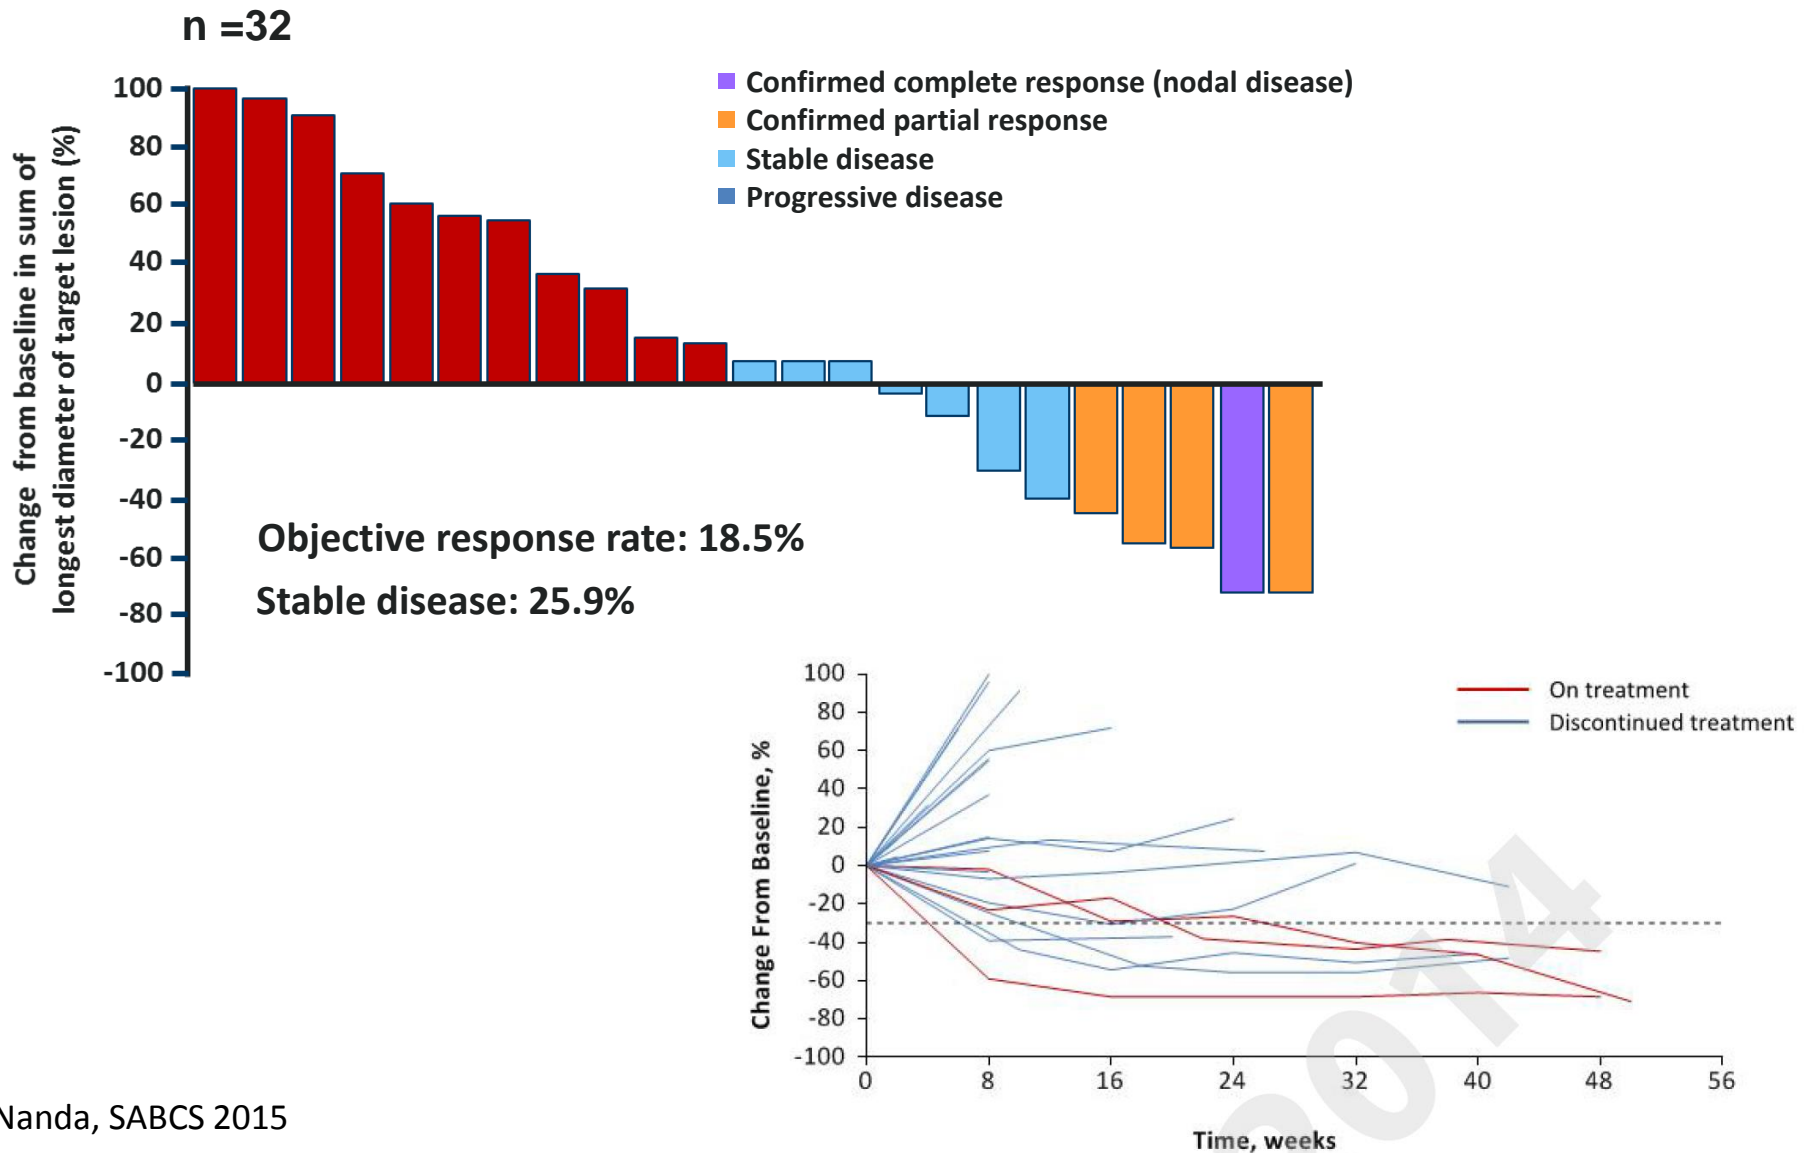 n =32
Change from baseline in sum of
longest diameter of target lesion (%)
100
80
60
40
20
0
-20
-40
-60
-80
-100
Confirmed complete response (nodal disease)
Confirmed partial response
Stable disease
Progressive disease
Objective response rate: 18.5%
Stable disease: 25.9%
Change From Baseline, %
100
80
60
40
20
0
-20
-40
-60
-80
-100
On treatment
Discontinued treatment
0 8 16 24 32 40 48 56
Time, weeks
2014
Nanda, SABCS 2015